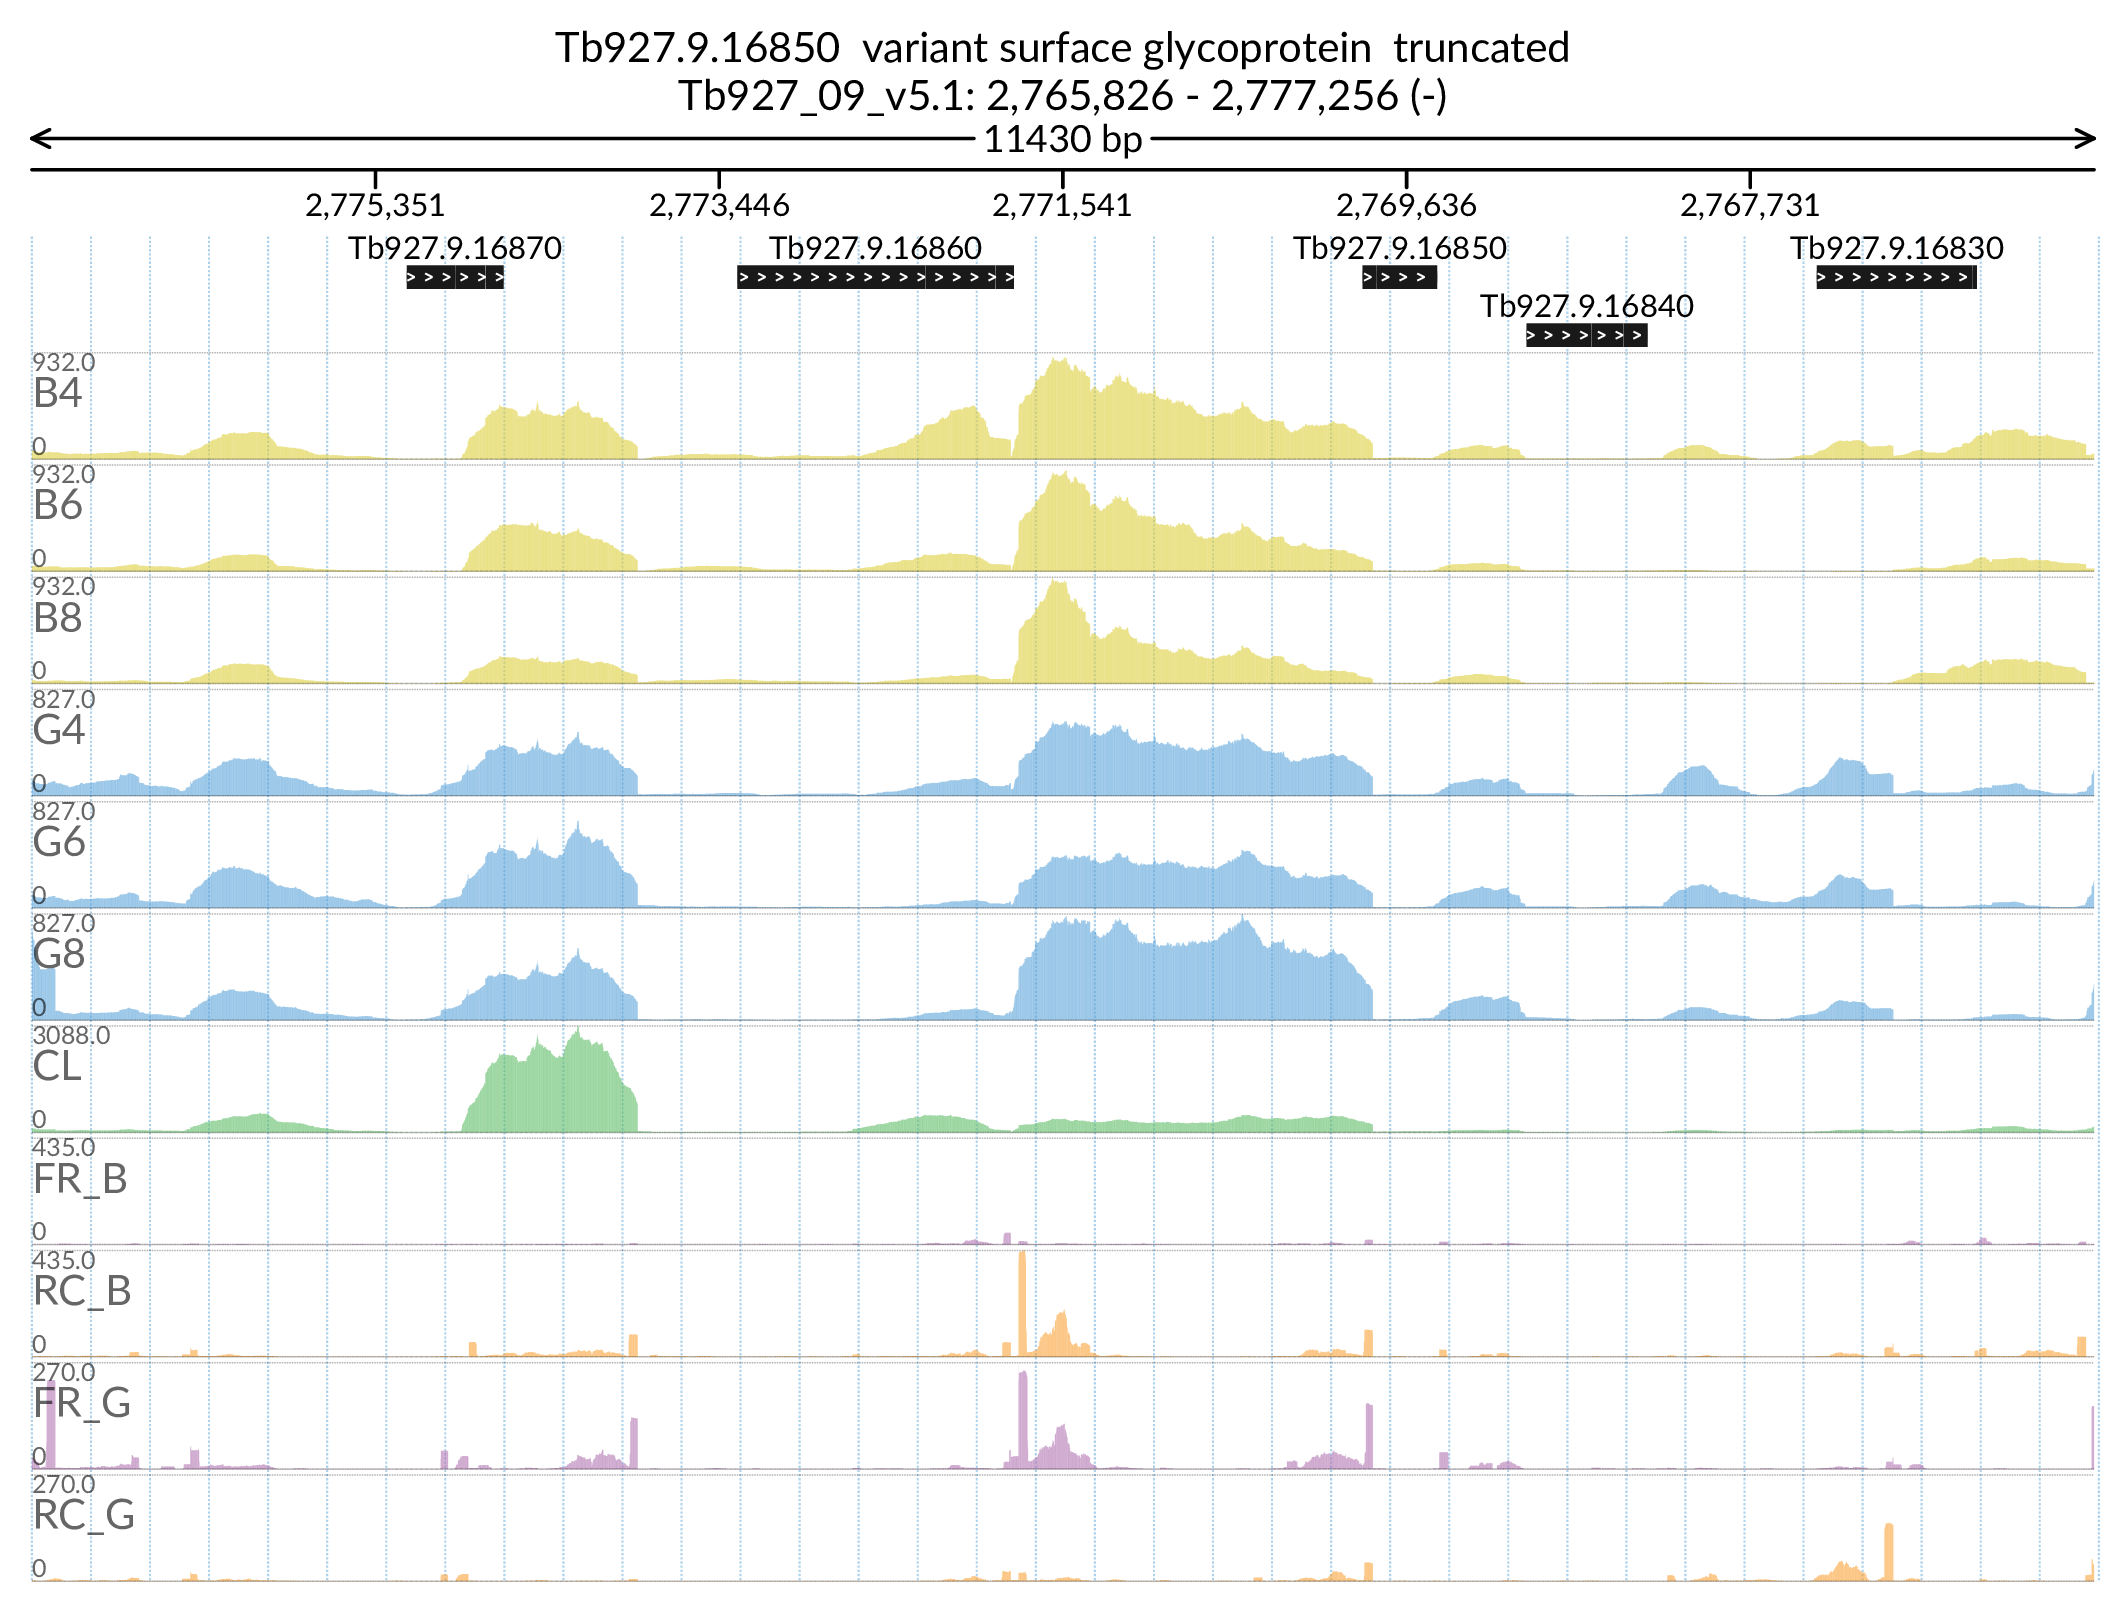 Tb927.9.16850  variant surface glycoprotein  truncated
Tb927_09_v5.1: 2,765,826 - 2,777,256 (-)
11430 bp
2,775,351 2,773,446 2,771,541 2,769,636 2,767,731
Tb927.9.16870 Tb927.9.16860 Tb927.9.16850 Tb927.9.16830
Tb927.9.16840
932.0
B4
0
932.0
B6
0
932.0
B8
0
827.0
G4
0
827.0
G6
0
827.0
G8
0
3088.0
CL
0
435.0
FR_B
0
435.0
RC_B
0
270.0
FR_G
0
270.0
RC_G
0